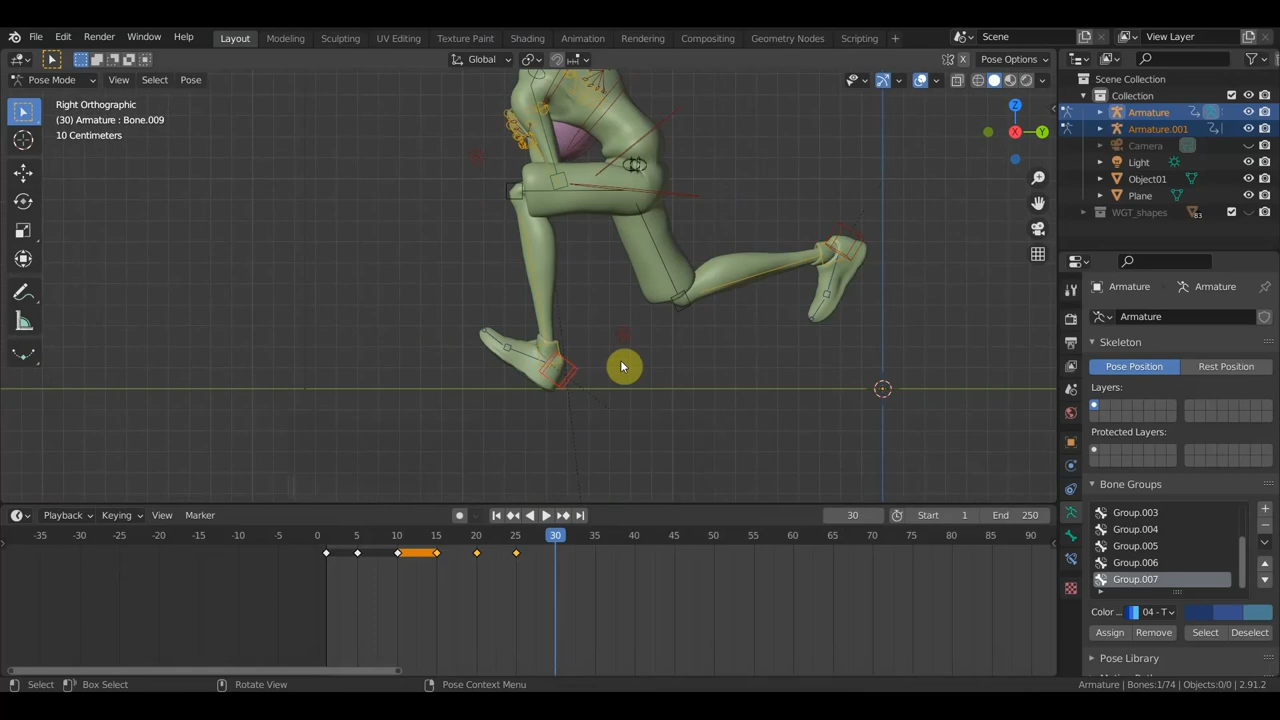 File Edit Render Window Help Layout Modeling Sculpting UV Editing Texture Paint Shading Animation Rendering Compositing Geometry Nodes Scripting + Scene View Layer
Global
Pose Mode View Select Pose Pose Options
X
Right Orthographic
(30) Armature : Bone.009
10 Centimeters
Z
X
Y
Scene Collection
Collection
Armature
Armature.001
Camera
Light
Object01
Plane
WGT_shapes 83
Armature Armature
Armature
Skeleton
Pose Position Rest Position
Layers:
Protected Layers:
Bone Groups
Group.003
Group.004
Group.005
Group.006
Group.007
Color ... 04 - T
Assign Remove Select Deselect
Pose Library
Playback Keying View Marker 30 Start 1 End 250
-35 -30 -25 -20 -15 -10 -5 0 5 10 15 20 25 30 35 40 45 50 55 60 65 70 75 80 85 90
Select Box Select Rotate View Pose Context Menu Armature | Bones:1/74 | Objects:0/0 | 2.91.2